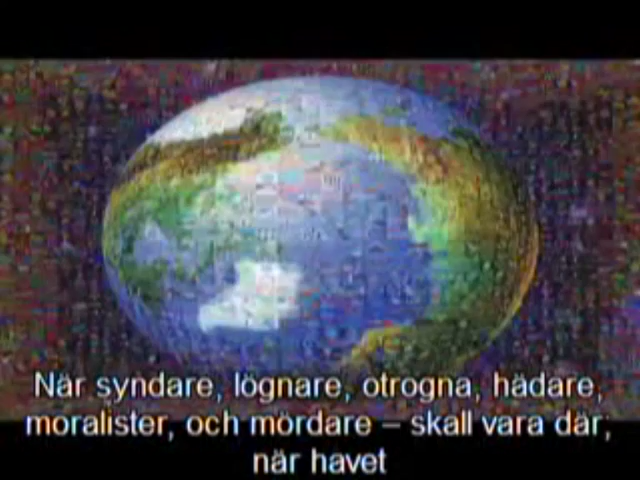 När syndare, lögnare, otrogna, hädare,
moralister, och mördare – skall vara där,
när havet